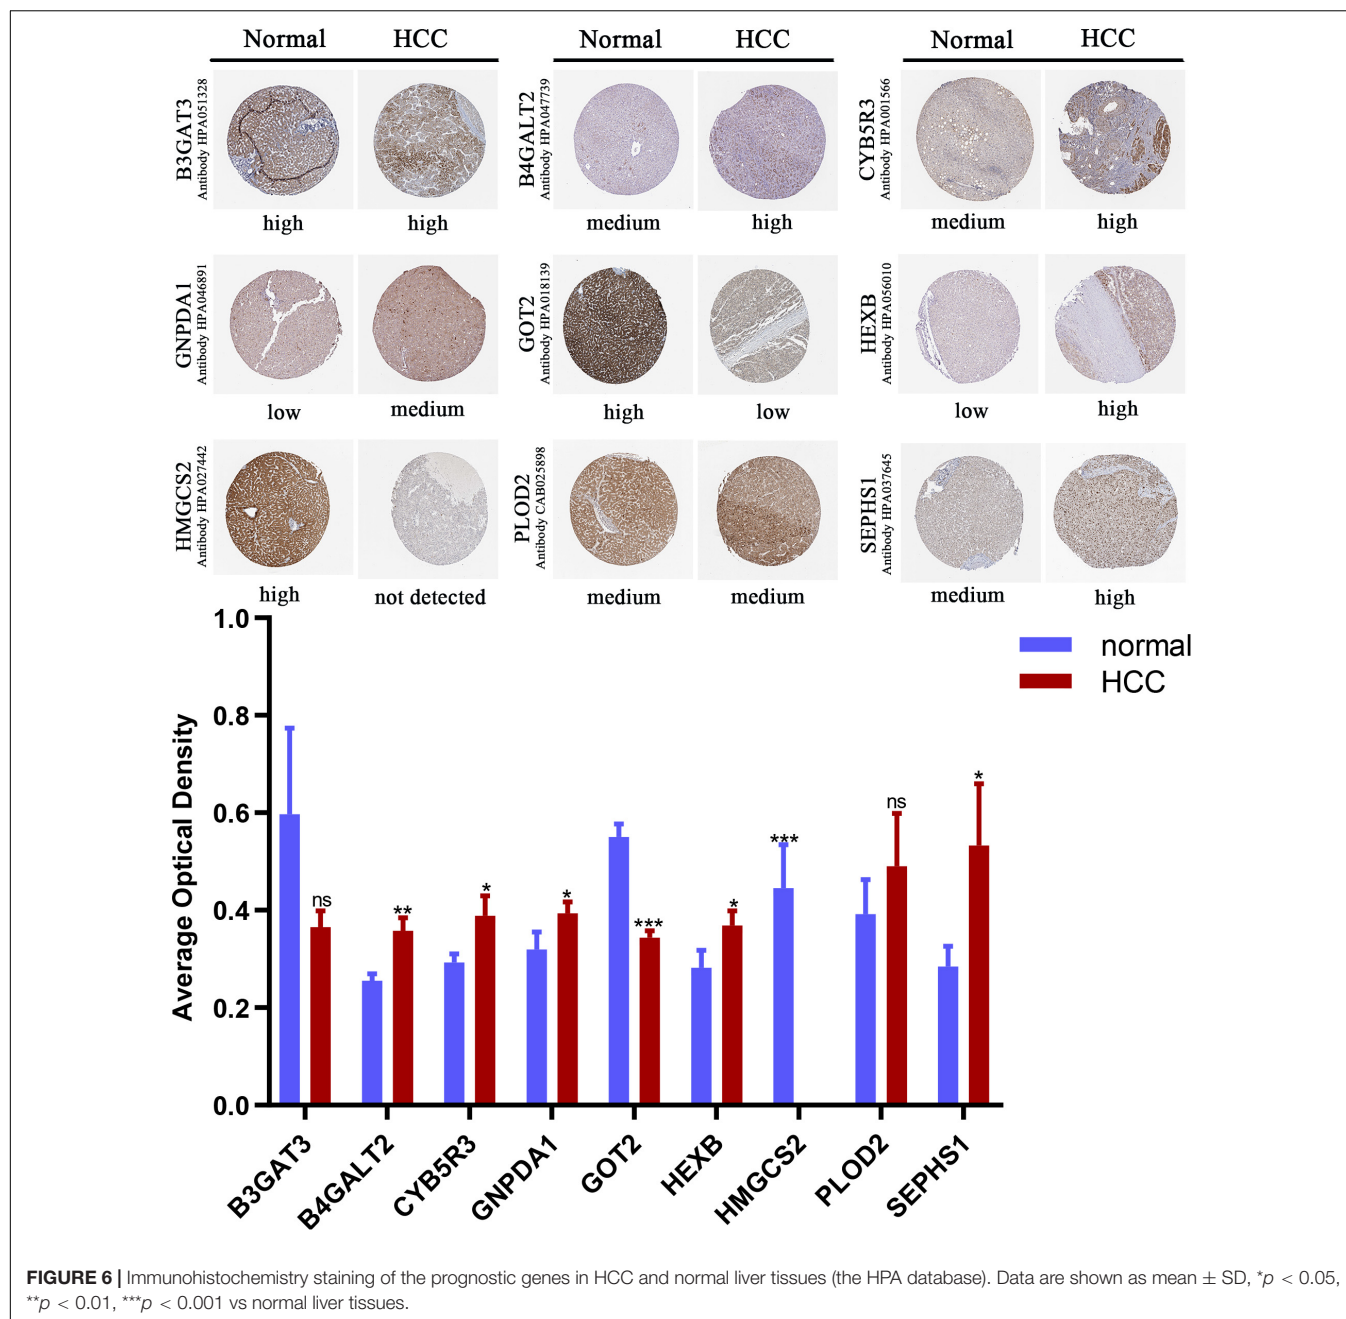 Normal HCC Normal HCC Normal HCC
B3GAT3
Antibody HPA051328
high high
B4GALT2
Antibody HPA047739
medium high
CYB5R3
Antibody HPA001566
medium high
GNPDA1
Antibody HPA046891
low medium
GOT2
Antibody HPA018139
high low
HEXB
Antibody HPA056010
low high
HMGCS2
Antibody HPA027442
high not detected
PLOD2
Antibody CAB025898
medium medium
SEPHS1
Antibody HPA037645
medium high
Average Optical Density
1.0
0.8
0.6
0.4
0.2
0.0
normal
HCC
ns ** * * *** * *** ns *
B3GAT3 B4GALT2 CYB5R3 GNPDA1 GOT2 HEXB HMGCS2 PLOD2 SEPHS1
FIGURE 6 | Immunohistochemistry staining of the prognostic genes in HCC and normal liver tissues (the HPA database). Data are shown as mean ± SD, *p < 0.05,
**p < 0.01, ***p < 0.001 vs normal liver tissues.